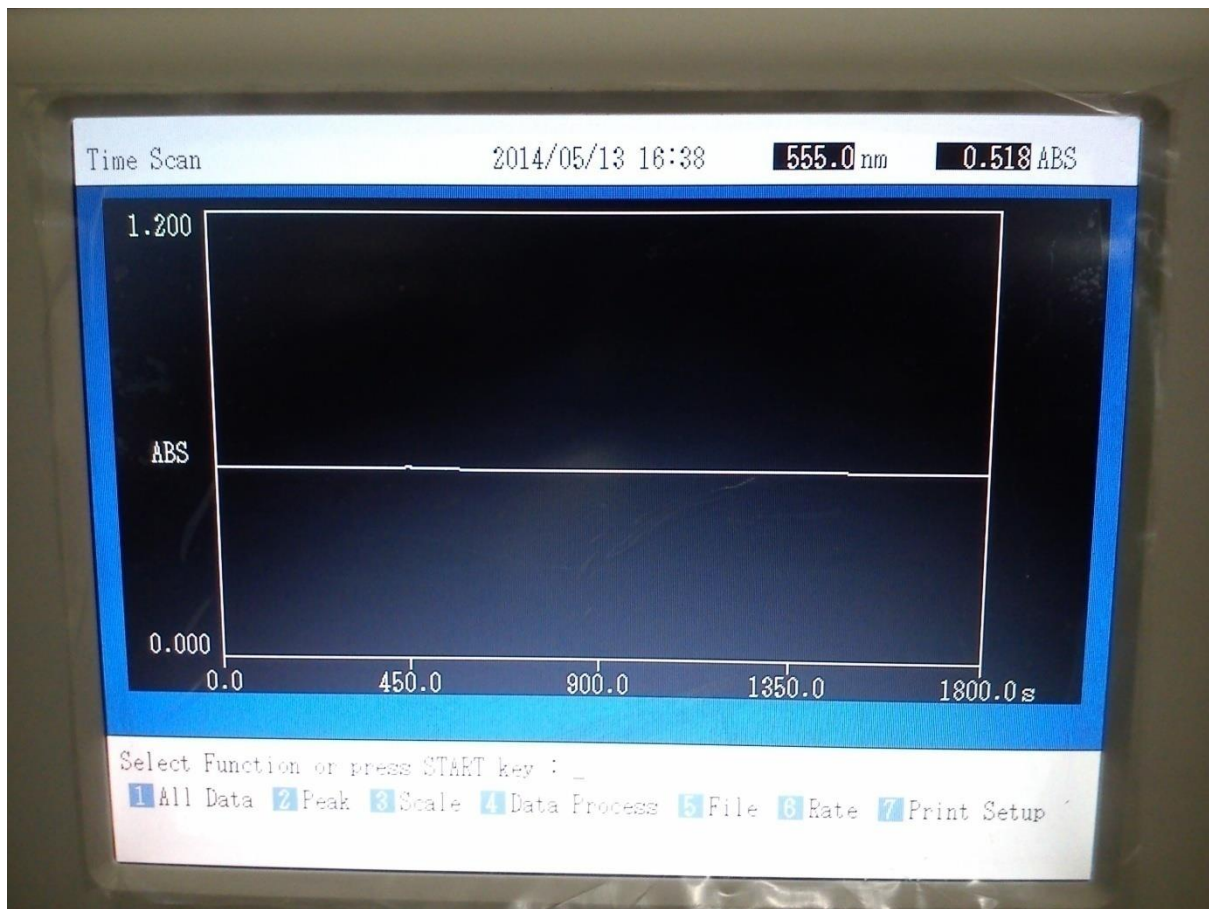 Time Scan 2014/05/13 16:38 555.0 nm 0.518 ABS
1.200
ABS
0.000
0.0 450.0 900.0 1350.0 1800.0s
Select Function or press START key : _
1 All Data 2 Peak 3 Scale 4 Data Process 5 File 6 Rate 7 Print Setup